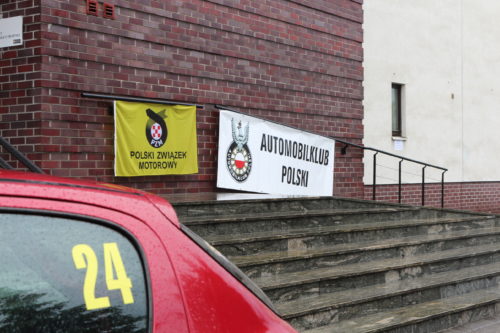 PZM
POLSKI ZWIĄZEK
MOTOROWY
AUTOMOBILKLUB
POLSKI
24